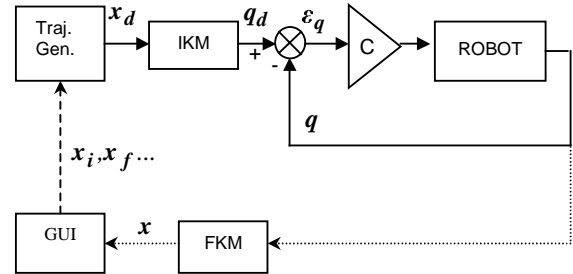 Traj.
Gen.
x_d
IKM
q_d
+
-
ε_q
C
ROBOT
q
x_i,x_f...
GUI
x
FKM